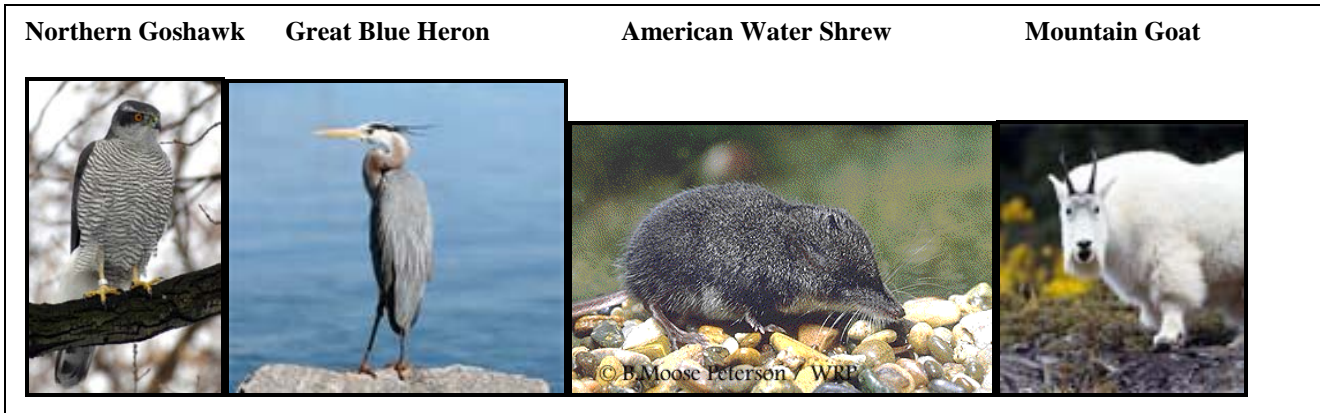 Northern Goshawk Great Blue Heron American Water Shrew Mountain Goat
© B.Moose Peterson / WRP